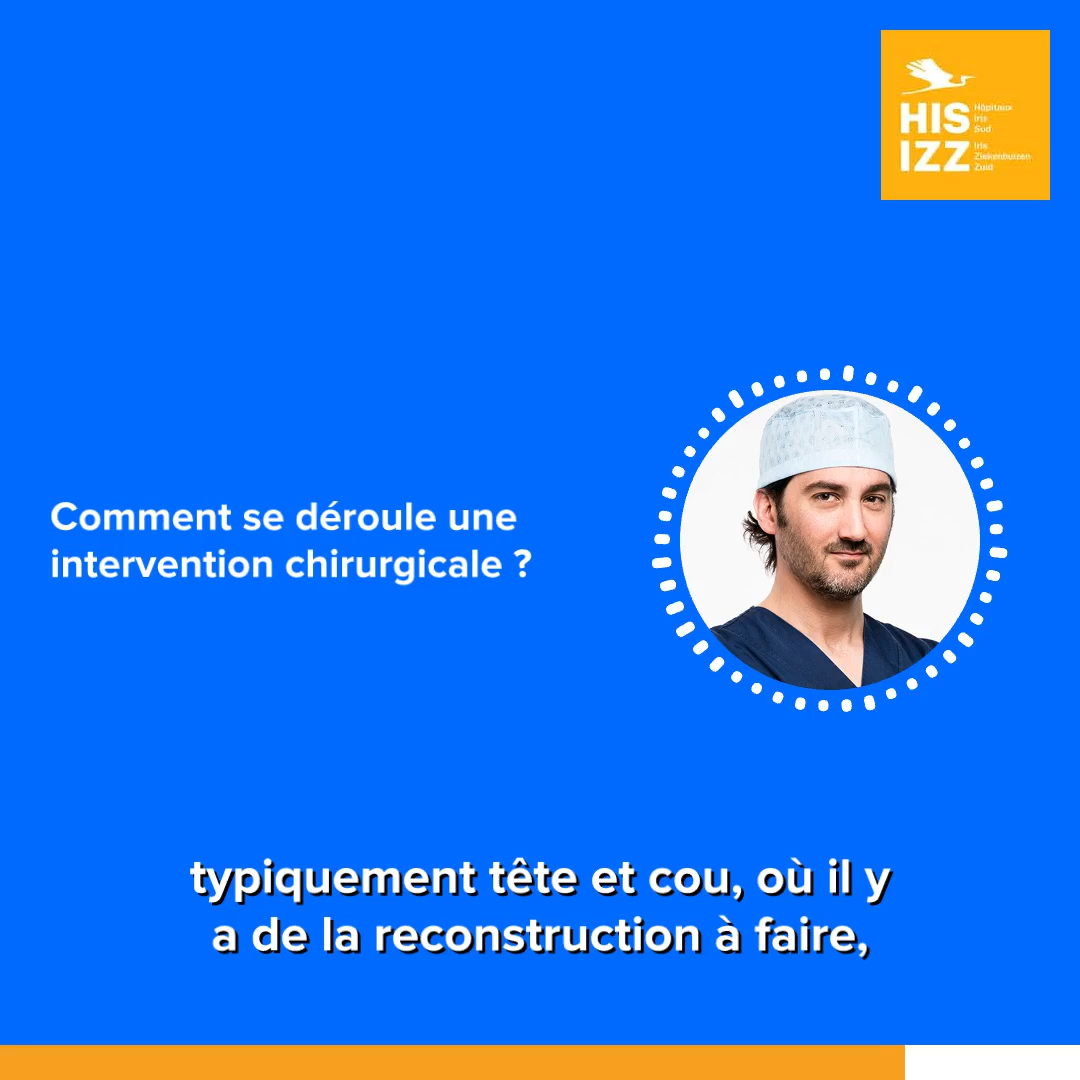 HIS
Hôpitaux
Iris
Sud
IZZ
Iris
Ziekenhuizen
Zuid
Comment se déroule une
intervention chirurgicale ?
typiquement tête et cou, où il y
a de la reconstruction à faire,